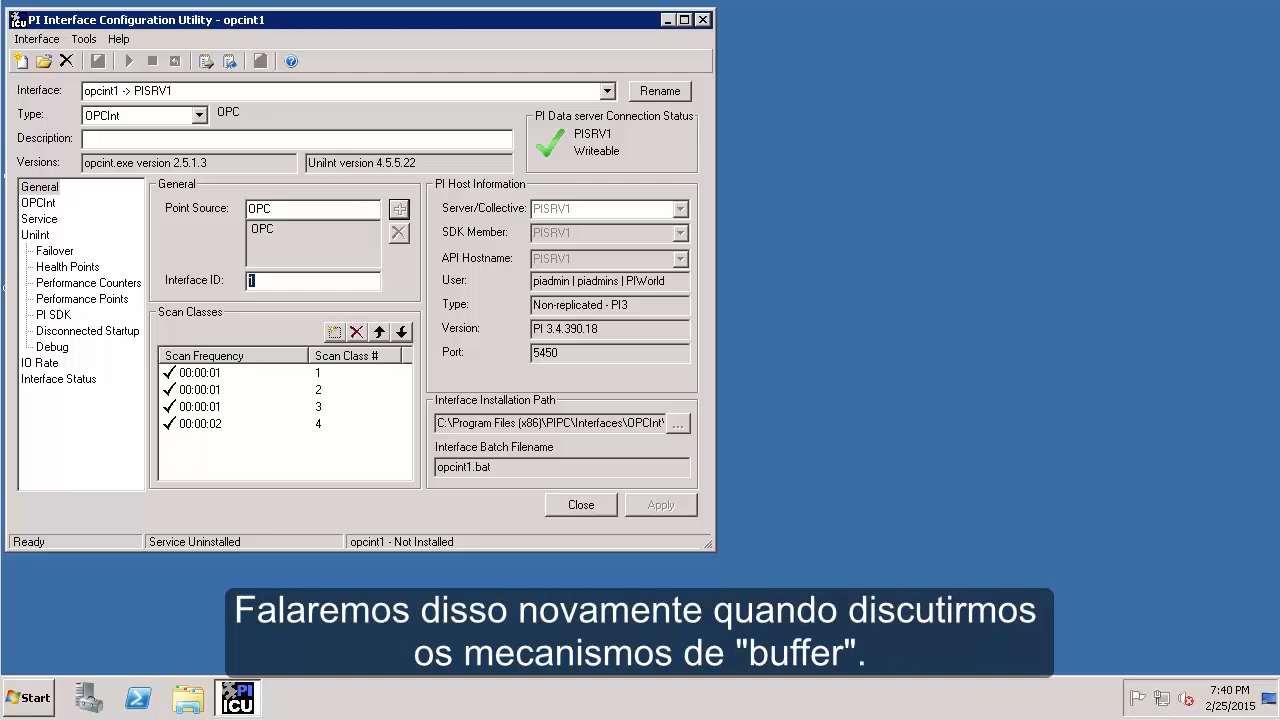 PI Interface Configuration Utility - opcint1
Interface Tools Help
Interface: opcint1 -> PISRV1 Rename
Type: OPCInt OPC
PI Data server Connection Status
PISRV1
Writeable
Description:
Versions: opcint.exe version 2.5.1.3 UniInt version 4.5.5.22
General
OPCInt
Service
UniInt
Failover
Health Points
Performance Counters
Performance Points
PI SDK
Disconnected Startup
Debug
IO Rate
Interface Status
General
Point Source: OPC
OPC
Interface ID: 1
Scan Classes
Scan Frequency Scan Class #
00:00:01 1
00:00:01 2
00:00:01 3
00:00:02 4
PI Host Information
Server/Collective: PISRV1
SDK Member: PISRV1
API Hostname: PISRV1
User: piadmin | piadmins | PIWorld
Type: Non-replicated - PI3
Version: PI 3.4.390.18
Port: 5450
Interface Installation Path
C:\Program Files (x86)\PIPC\Interfaces\OPCInt\ ...
Interface Batch Filename
opcint1.bat
Close Apply
Ready Service Uninstalled opcint1 - Not Installed
Falaremos disso novamente quando discutirmos
os mecanismos de "buffer".
Start PI ICU 7:40 PM
2/25/2015